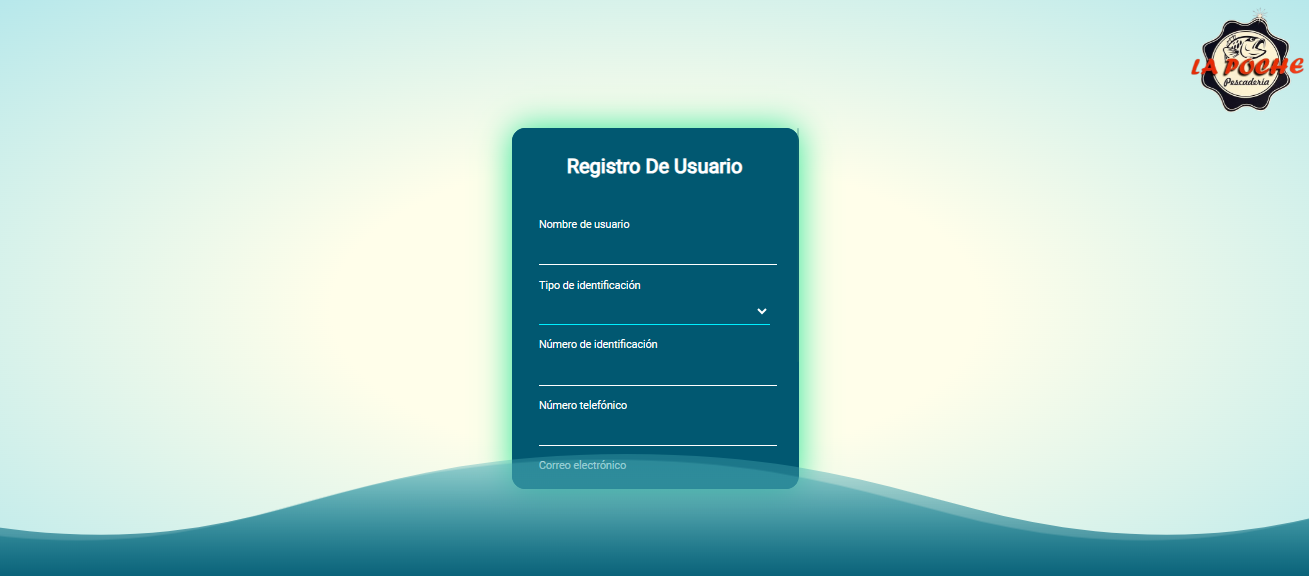 LA POCHE
Pescadería
Registro De Usuario
Nombre de usuario
Tipo de identificación
Número de identificación
Número telefónico
Correo electrónico